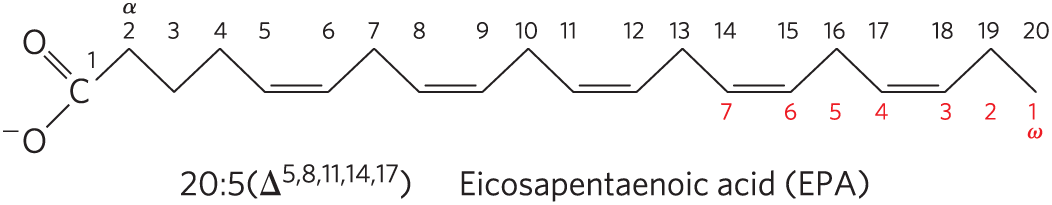 α
1 2 3 4 5 6 7 8 9 10 11 12 13 14 15 16 17 18 19 20
O
C
⁻O
7 6 5 4 3 2 1
ω
20:5(Δ⁵,⁸,¹¹,¹⁴,¹⁷) Eicosapentaenoic acid (EPA)